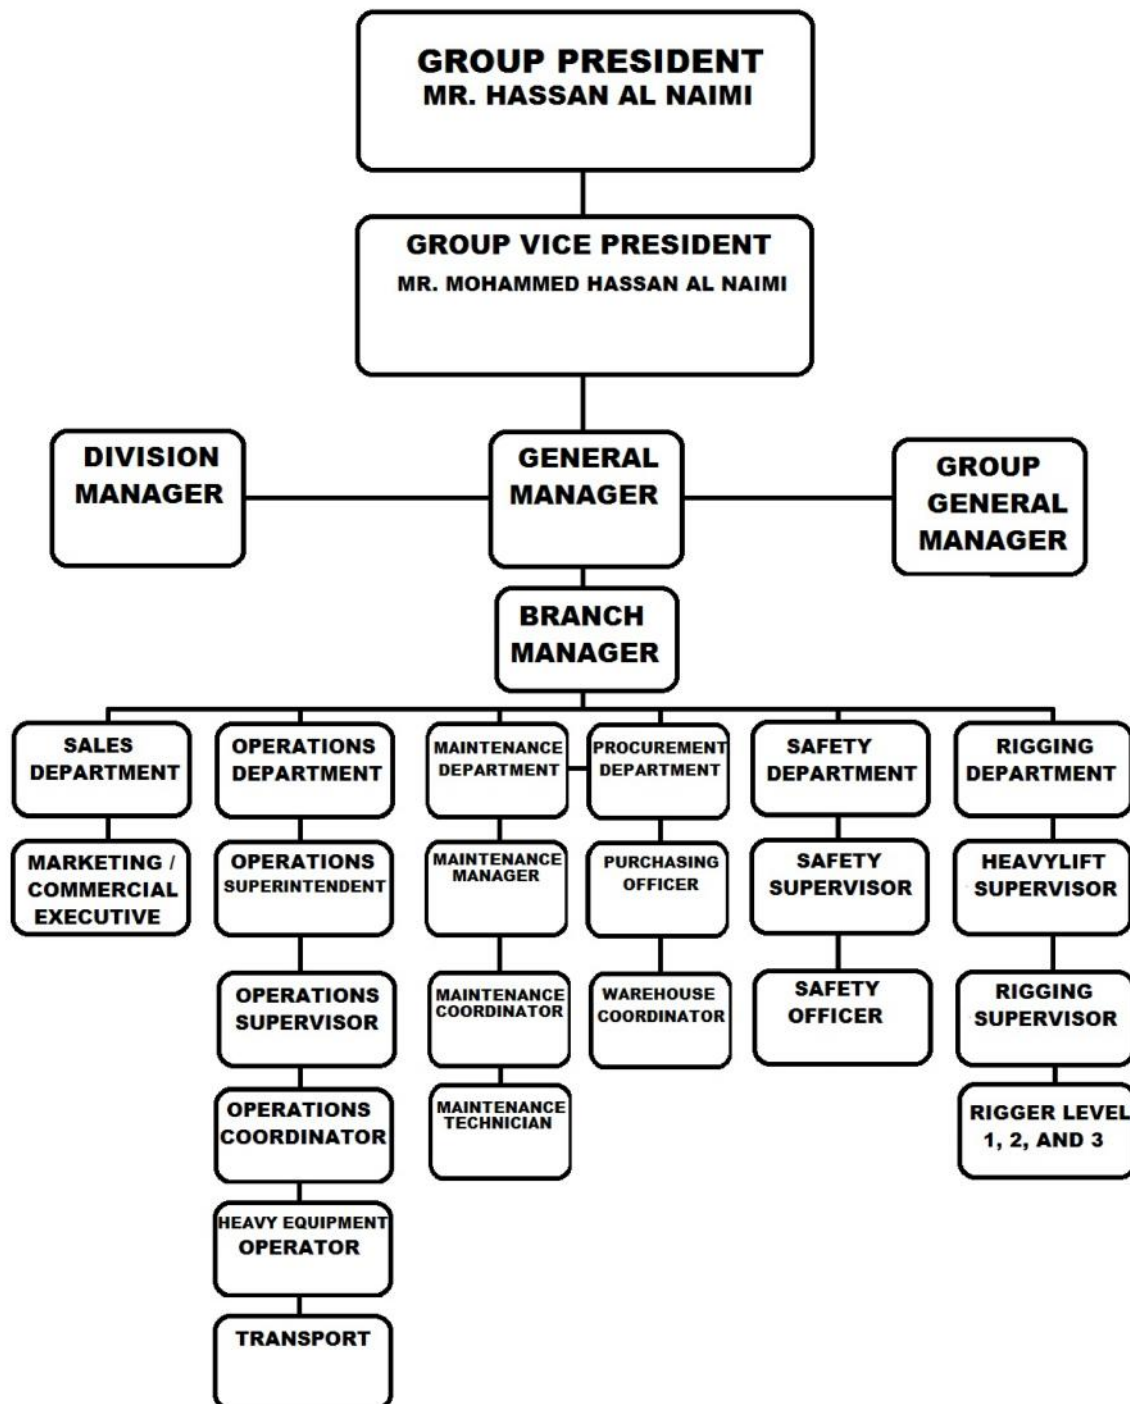 GROUP PRESIDENT
MR. HASSAN AL NAIMI
GROUP VICE PRESIDENT
MR. MOHAMMED HASSAN AL NAIMI
DIVISION
MANAGER
GENERAL
MANAGER
GROUP
GENERAL
MANAGER
BRANCH
MANAGER
SALES
DEPARTMENT
OPERATIONS
DEPARTMENT
MAINTENANCE
DEPARTMENT
PROCUREMENT
DEPARTMENT
SAFETY
DEPARTMENT
RIGGING
DEPARTMENT
MARKETING /
COMMERCIAL
EXECUTIVE
OPERATIONS
SUPERINTENDENT
MAINTENANCE
MANAGER
PURCHASING
OFFICER
SAFETY
SUPERVISOR
HEAVYLIFT
SUPERVISOR
OPERATIONS
SUPERVISOR
MAINTENANCE
COORDINATOR
WAREHOUSE
COORDINATOR
SAFETY
OFFICER
RIGGING
SUPERVISOR
OPERATIONS
COORDINATOR
MAINTENANCE
TECHNICIAN
RIGGER LEVEL
1, 2, AND 3
HEAVY EQUIPMENT
OPERATOR
TRANSPORT